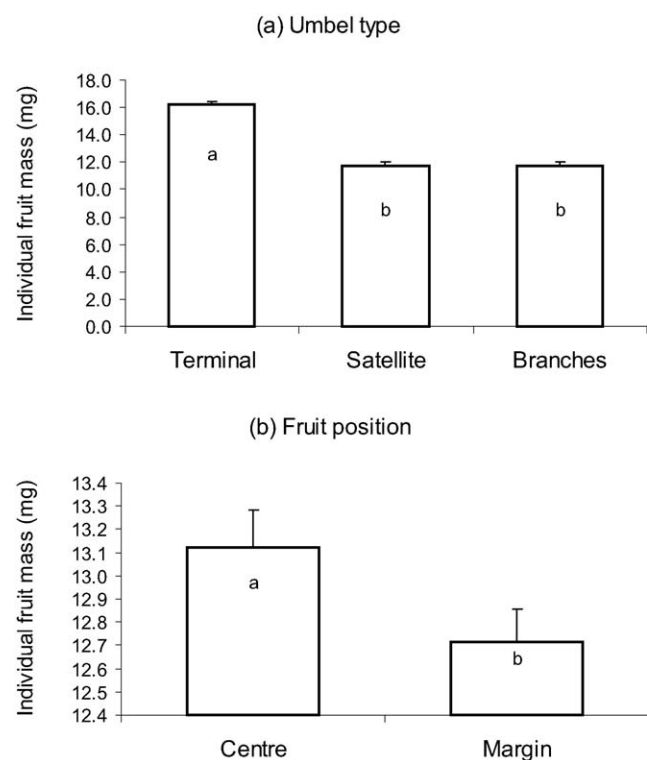 (a) Umbel type
Individual fruit mass (mg)
18.0
16.0
14.0
12.0
10.0
8.0
6.0
4.0
2.0
0.0
a
b
b
Terminal Satellite Branches
(b) Fruit position
Individual fruit mass (mg)
13.4
13.3
13.2
13.1
13.0
12.9
12.8
12.7
12.6
12.5
12.4
a
b
Centre Margin